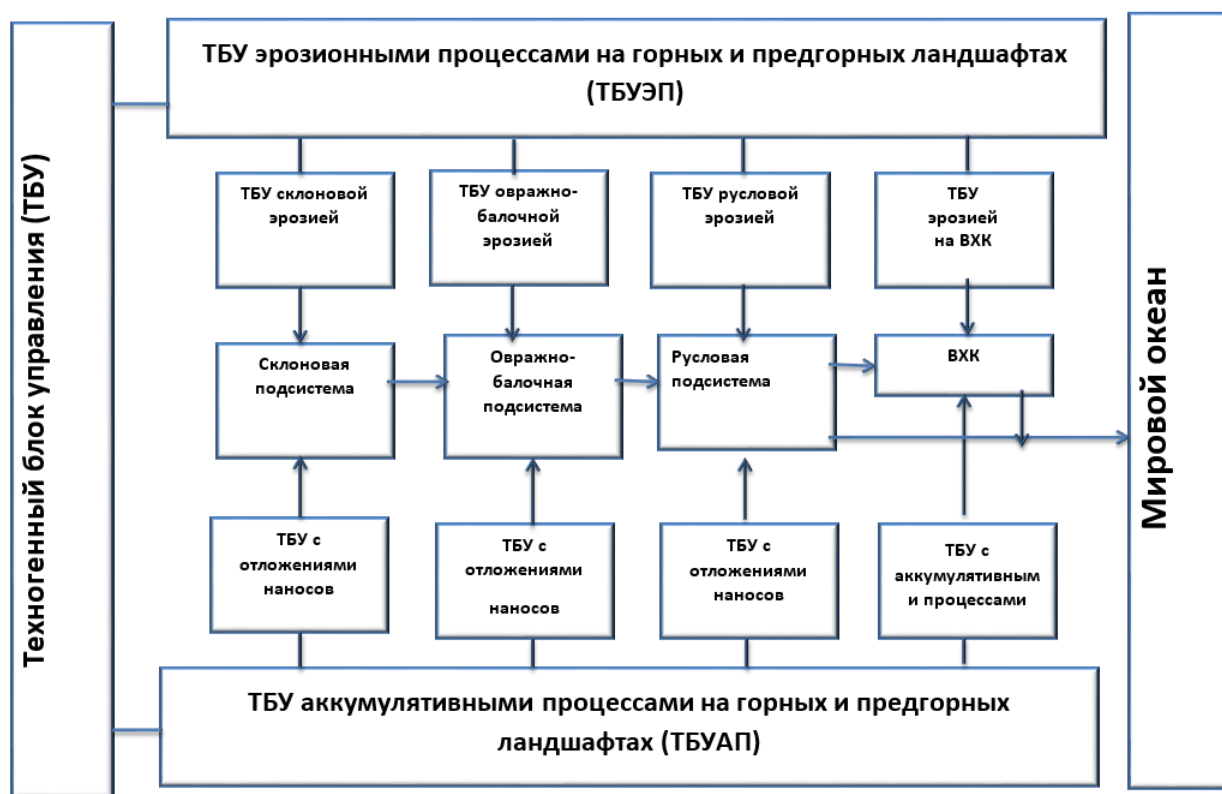 Техногенный блок управления (ТБУ)
ТБУ эрозионными процессами на горных и предгорных ландшафтах
(ТБУЭП)
ТБУ склоновой
эрозией
ТБУ овражно-
балочной
эрозией
ТБУ русловой
эрозией
ТБУ
эрозией
на ВХК
Склоновая
подсистема
Овражно-
балочная
подсистема
Русловая
подсистема
ВХК
ТБУ с
отложениями
наносов
ТБУ с
отложениями
наносов
ТБУ с
отложениями
наносов
ТБУ с
аккумулятивным
и процессами
ТБУ аккумулятивными процессами на горных и предгорных
ландшафтах (ТБУАП)
Мировой океан